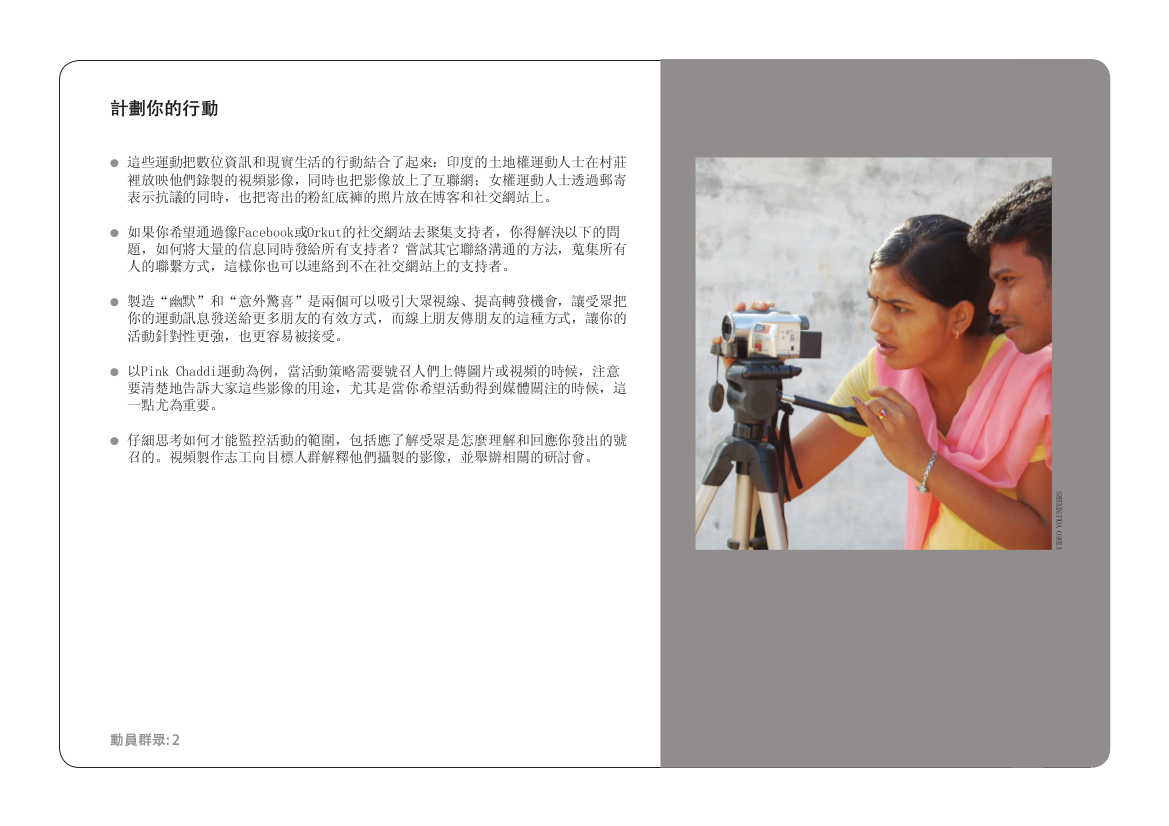 計劃你的行動
● 這些運動把數位資訊和現實生活的行動結合了起來：印度的土地權運動人士在村莊
裡放映他們錄製的視頻影像，同時也把影像放上了互聯網；女權運動人士透過郵寄
表示抗議的同時，也把寄出的粉紅底褲的照片放在博客和社交網站上。
● 如果你希望通過像Facebook或Orkut的社交網站去聚集支持者，你得解決以下的問
題，如何將大量的信息同時發給所有支持者？嘗試其它聯絡溝通的方法，蒐集所有
人的聯繫方式，這樣你也可以連絡到不在社交網站上的支持者。
● 製造“幽默”和“意外驚喜”是兩個可以吸引大眾視線、提高轉發機會，讓受眾把
你的運動訊息發送給更多朋友的有效方式，而線上朋友傳朋友的這種方式，讓你的
活動針對性更強，也更容易被接受。
● 以Pink Chaddi運動為例，當活動策略需要號召人們上傳圖片或視頻的時候，注意
要清楚地告訴大家這些影像的用途，尤其是當你希望活動得到媒體關注的時候，這
一點尤為重要。
● 仔細思考如何才能監控活動的範圍，包括應了解受眾是怎麼理解和回應你發出的號
召的。視頻製作志工向目標人群解釋他們攝製的影像，並舉辦相關的研討會。
VIDEO VOLUNTEERS
動員群眾: 2